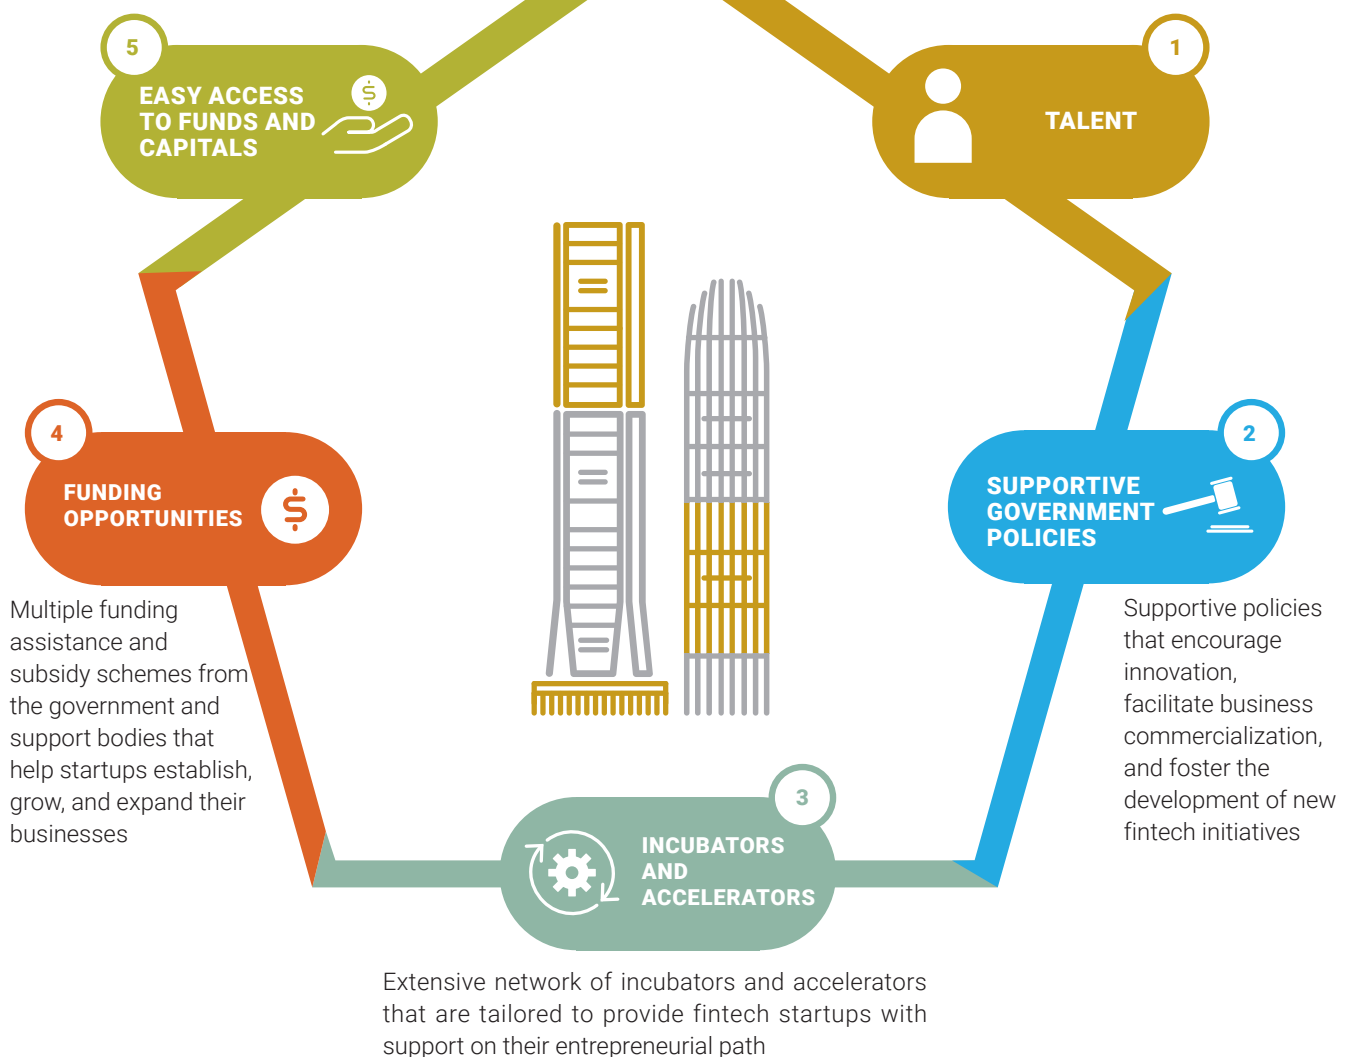 5
EASY ACCESS
TO FUNDS AND
CAPITALS
$
1
TALENT
4
FUNDING
OPPORTUNITIES
$
Multiple funding
assistance and
subsidy schemes from
the government and
support bodies that
help startups establish,
grow, and expand their
businesses
2
SUPPORTIVE
GOVERNMENT
POLICIES
Supportive policies
that encourage
innovation,
facilitate business
commercialization,
and foster the
development of new
fintech initiatives
3
INCUBATORS
AND
ACCELERATORS
Extensive network of incubators and accelerators
that are tailored to provide fintech startups with
support on their entrepreneurial path